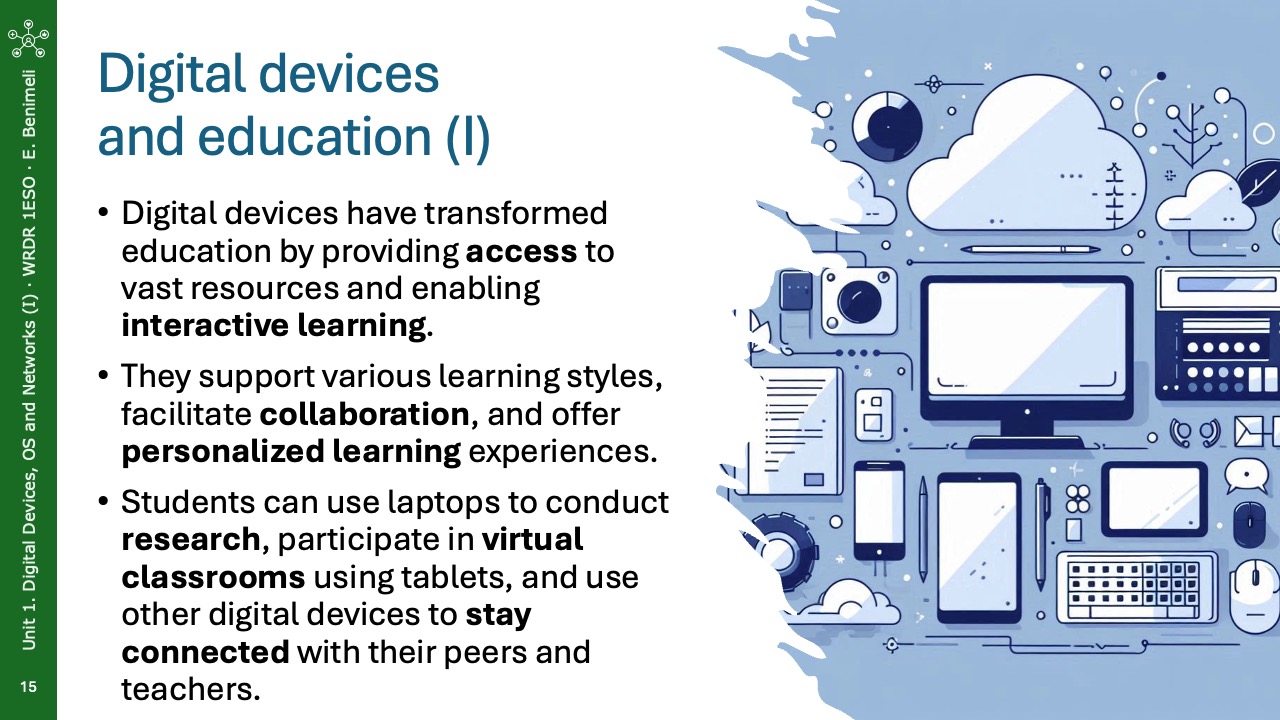 Digital devices
and education (I)
• Digital devices have transformed
education by providing access to
vast resources and enabling
interactive learning.
• They support various learning styles,
facilitate collaboration, and offer
personalized learning experiences.
• Students can use laptops to conduct
research, participate in virtual
classrooms using tablets, and use
other digital devices to stay
connected with their peers and
teachers.
Unit 1. Digital Devices, OS and Networks (I) · WRDR 1ESO · E. Benimeli
15